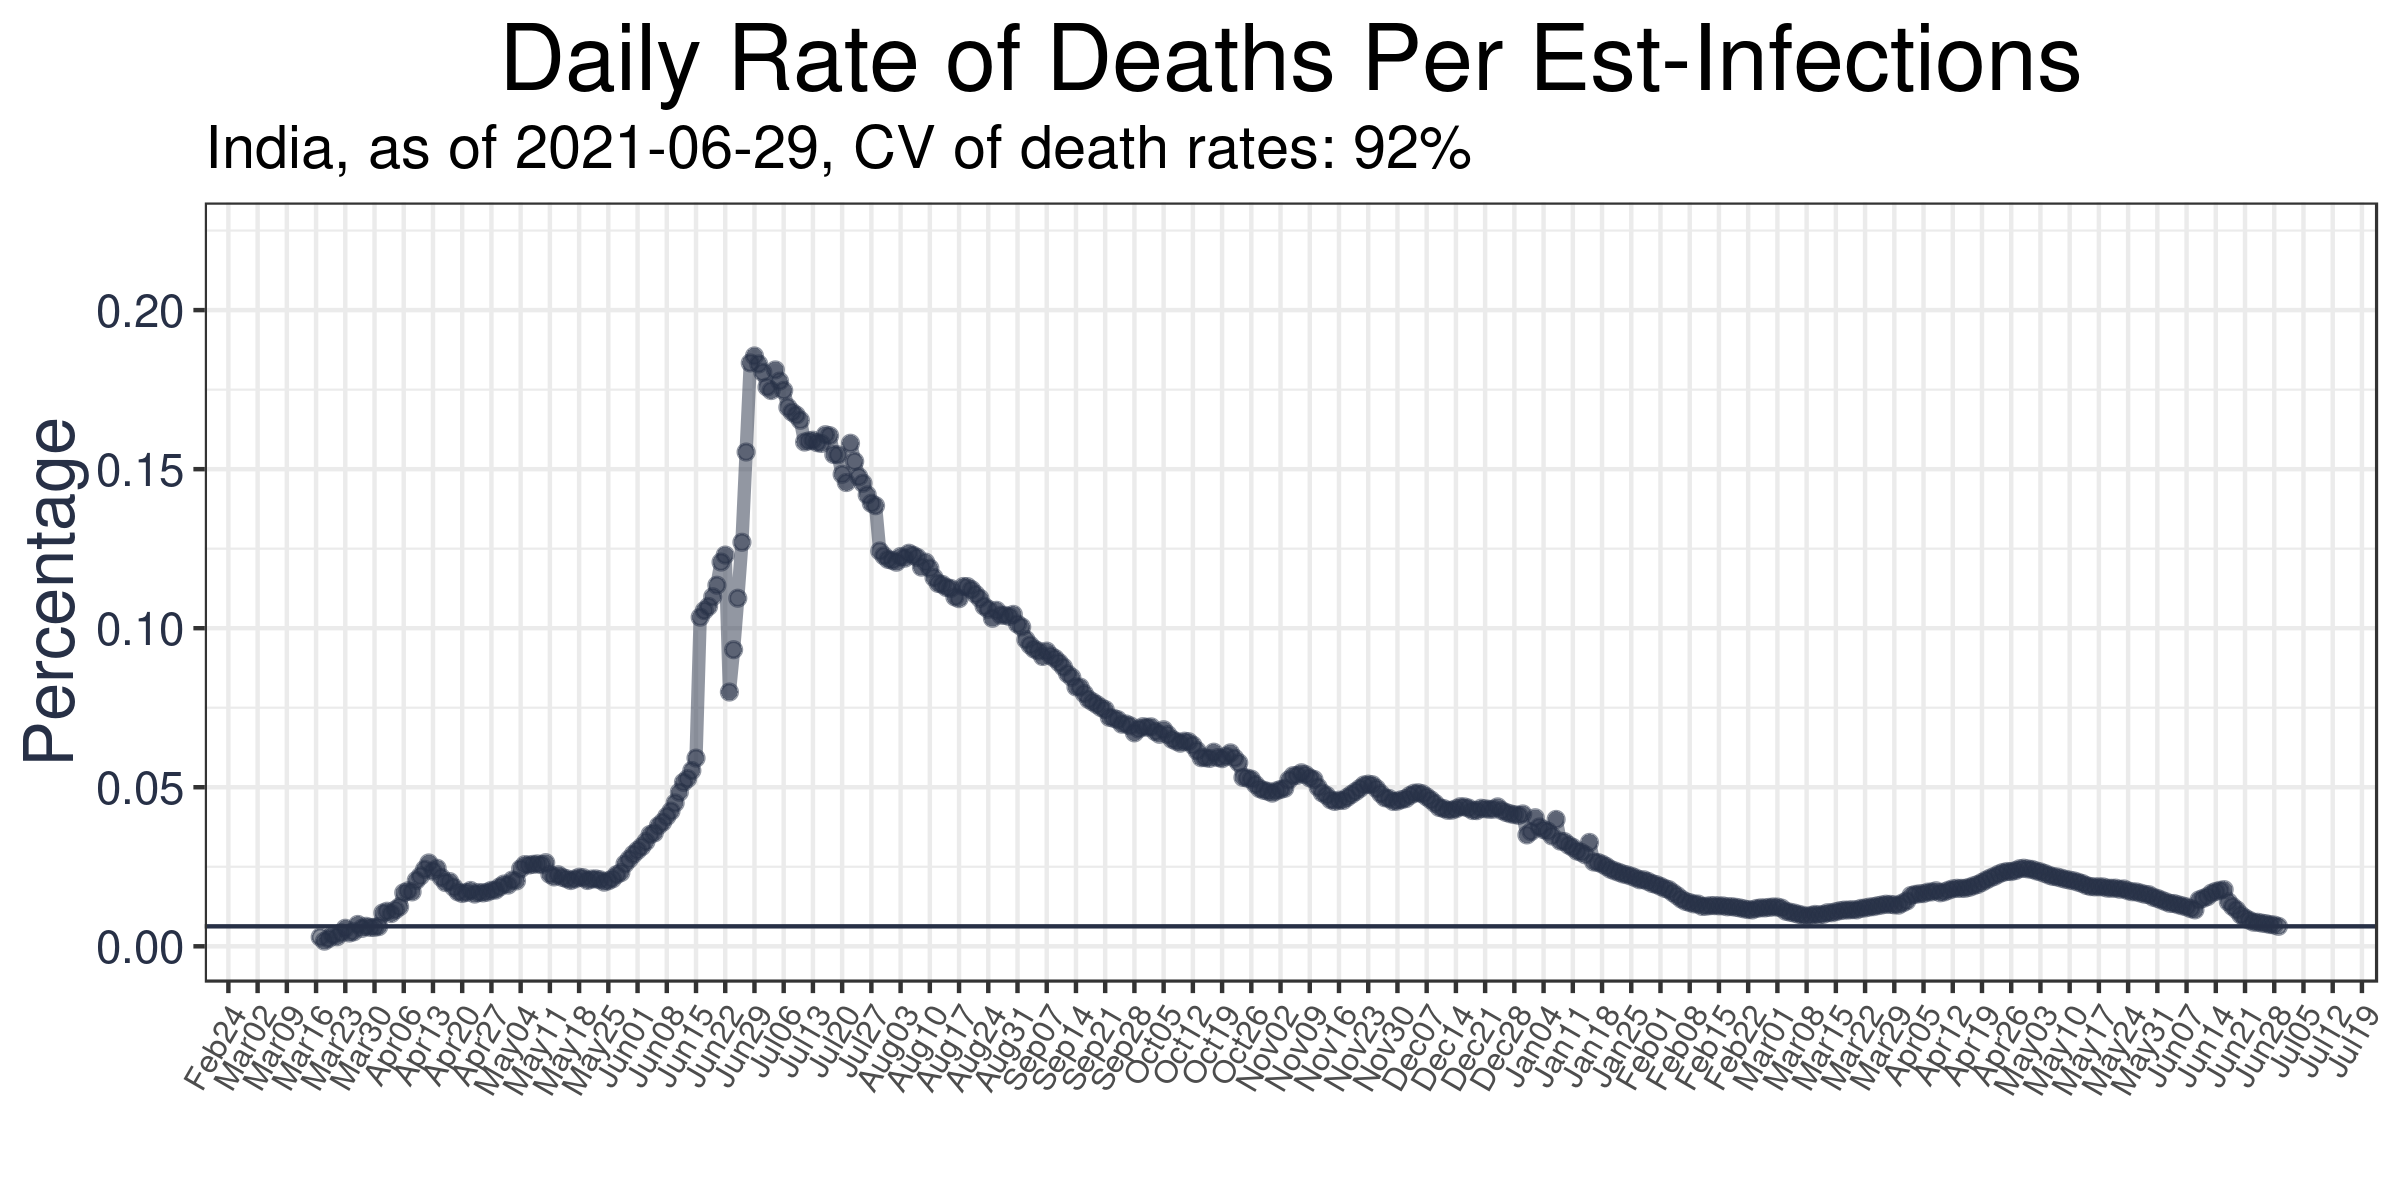 Daily Rate of Deaths Per Est-Infections
India, as of 2021-06-29, CV of death rates: 92%
Percentage
0.20
0.15
0.10
0.05
0.00
Feb24
Mar02
Mar09
Mar16
Mar23
Mar30
Apr06
Apr13
Apr20
Apr27
May04
May11
May18
May25
Jun01
Jun08
Jun15
Jun22
Jun29
Jul06
Jul13
Jul20
Jul27
Aug03
Aug10
Aug17
Aug24
Aug31
Sep07
Sep14
Sep21
Sep28
Oct05
Oct12
Oct19
Oct26
Nov02
Nov09
Nov16
Nov23
Nov30
Dec07
Dec14
Dec21
Dec28
Jan04
Jan11
Jan18
Jan25
Feb01
Feb08
Feb15
Feb22
Mar01
Mar08
Mar15
Mar22
Mar29
Apr05
Apr12
Apr19
Apr26
May03
May10
May17
May24
May31
Jun07
Jun14
Jun21
Jun28
Jul05
Jul12
Jul19